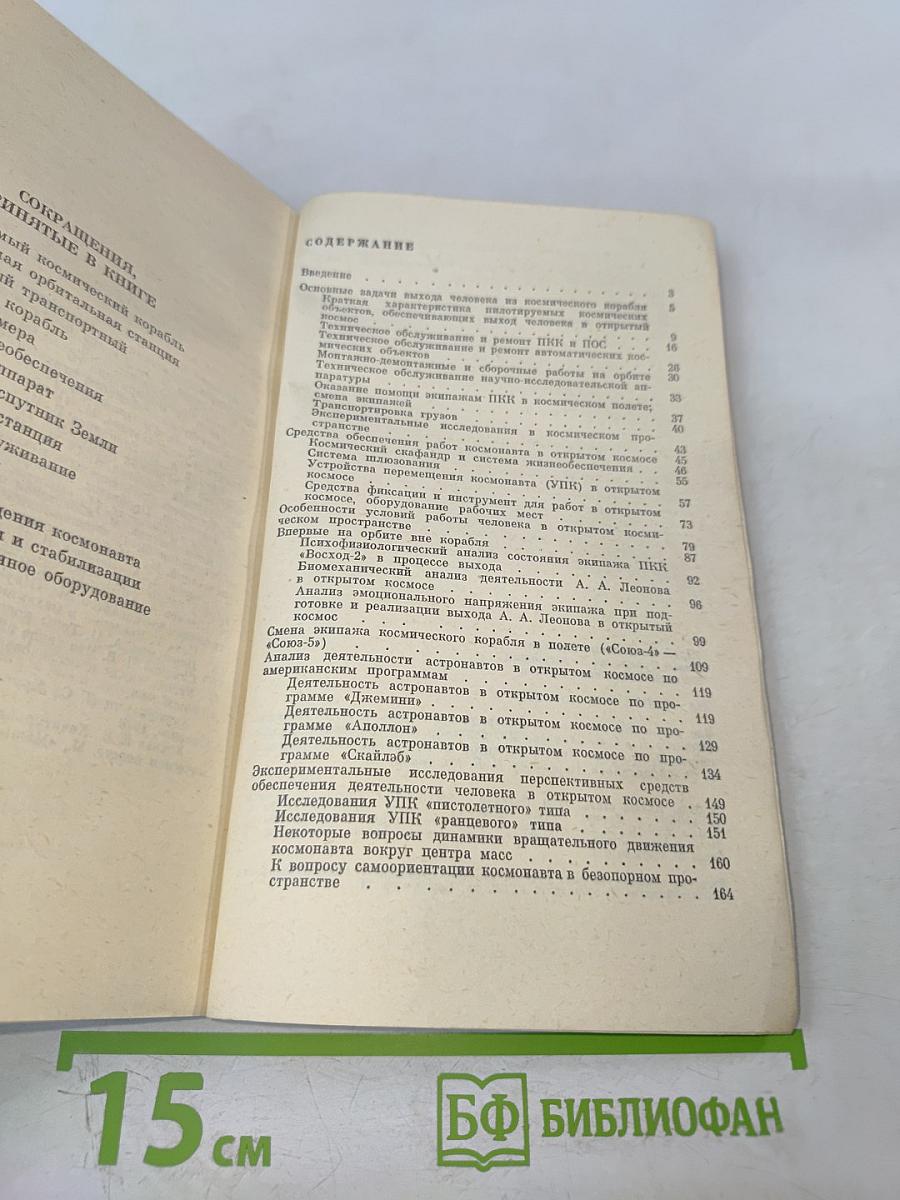 СОКРАЩЕНИЯ,
ПРИНЯТЫЕ В КНИГЕ
космический корабль
орбитальная станция
транспортный
корабль
аппарат
спутник Земли
станция
космонавта
и стабилизации
оборудование
СОДЕРЖАНИЕ
Введение . . . . . . . . . . . . . . . 3
Основные задачи выхода человека из космического корабля 5
Краткая характеристика пилотируемых космических
объектов, обеспечивающих выход человека в открытый
космос . . . . . . . . . . . . . . . 9
Техническое обслуживание и ремонт ПКК и ПОС . . . 16
Техническое обслуживание и ремонт автоматических кос-
мических объектов . . . . . . . . . . . . 26
Монтажно-демонтажные и сборочные работы на орбите 30
Техническое обслуживание научно-исследовательской ап-
паратуры . . . . . . . . . . . . . . 33
Оказание помощи экипажам ПКК в космическом полете;
смена экипажей . . . . . . . . . . . . 37
Транспортировка грузов . . . . . . . . . . 40
Экспериментальные исследования в космическом про-
странстве . . . . . . . . . . . . . . 43
Средства обеспечения работ космонавта в открытом космосе 45
Космический скафандр и система жизнеобеспечения . . 46
Система шлюзования . . . . . . . . . . . 55
Устройства перемещения космонавта (УПК) в открытом
космосе . . . . . . . . . . . . . . . 57
Средства фиксации и инструмент для работ в открытом
космосе, оборудование рабочих мест . . . . . . 73
Особенности условий работы человека в открытом косми-
ческом пространстве . . . . . . . . . . . . 79
Впервые на орбите вне корабля . . . . . . . . . 87
Психофизиологический анализ состояния экипажа ПКК
«Восход-2» в процессе выхода . . . . . . . . 92
Биомеханический анализ деятельности А. А. Леонова
в открытом космосе . . . . . . . . . . . 96
Анализ эмоционального напряжения экипажа при под-
готовке и реализации выхода А. А. Леонова в открытый
космос . . . . . . . . . . . . . . . 99
Смена экипажа космического корабля в полете («Союз-4» —
«Союз-5») . . . . . . . . . . . . . . . 109
Анализ деятельности астронавтов в открытом космосе по
американским программам . . . . . . . . . . 119
Деятельность астронавтов в открытом космосе по про-
грамме «Джемини» . . . . . . . . . . . . 119
Деятельность астронавтов в открытом космосе по про-
грамме «Аполлон» . . . . . . . . . . . . 129
Деятельность астронавтов в открытом космосе по про-
грамме «Скайлэб» . . . . . . . . . . . . 134
Экспериментальные исследования перспективных средств
обеспечения деятельности человека в открытом космосе . 149
Исследования УПК «пистолетного» типа . . . . . . 150
Исследования УПК «ранцевого» типа . . . . . . . 151
Некоторые вопросы динамики вращательного движения
космонавта вокруг центра масс . . . . . . . . . 160
К вопросу самоориентации космонавта в безопорном про-
странстве . . . . . . . . . . . . . . 164
15 см
БФ БИБЛИОФАН